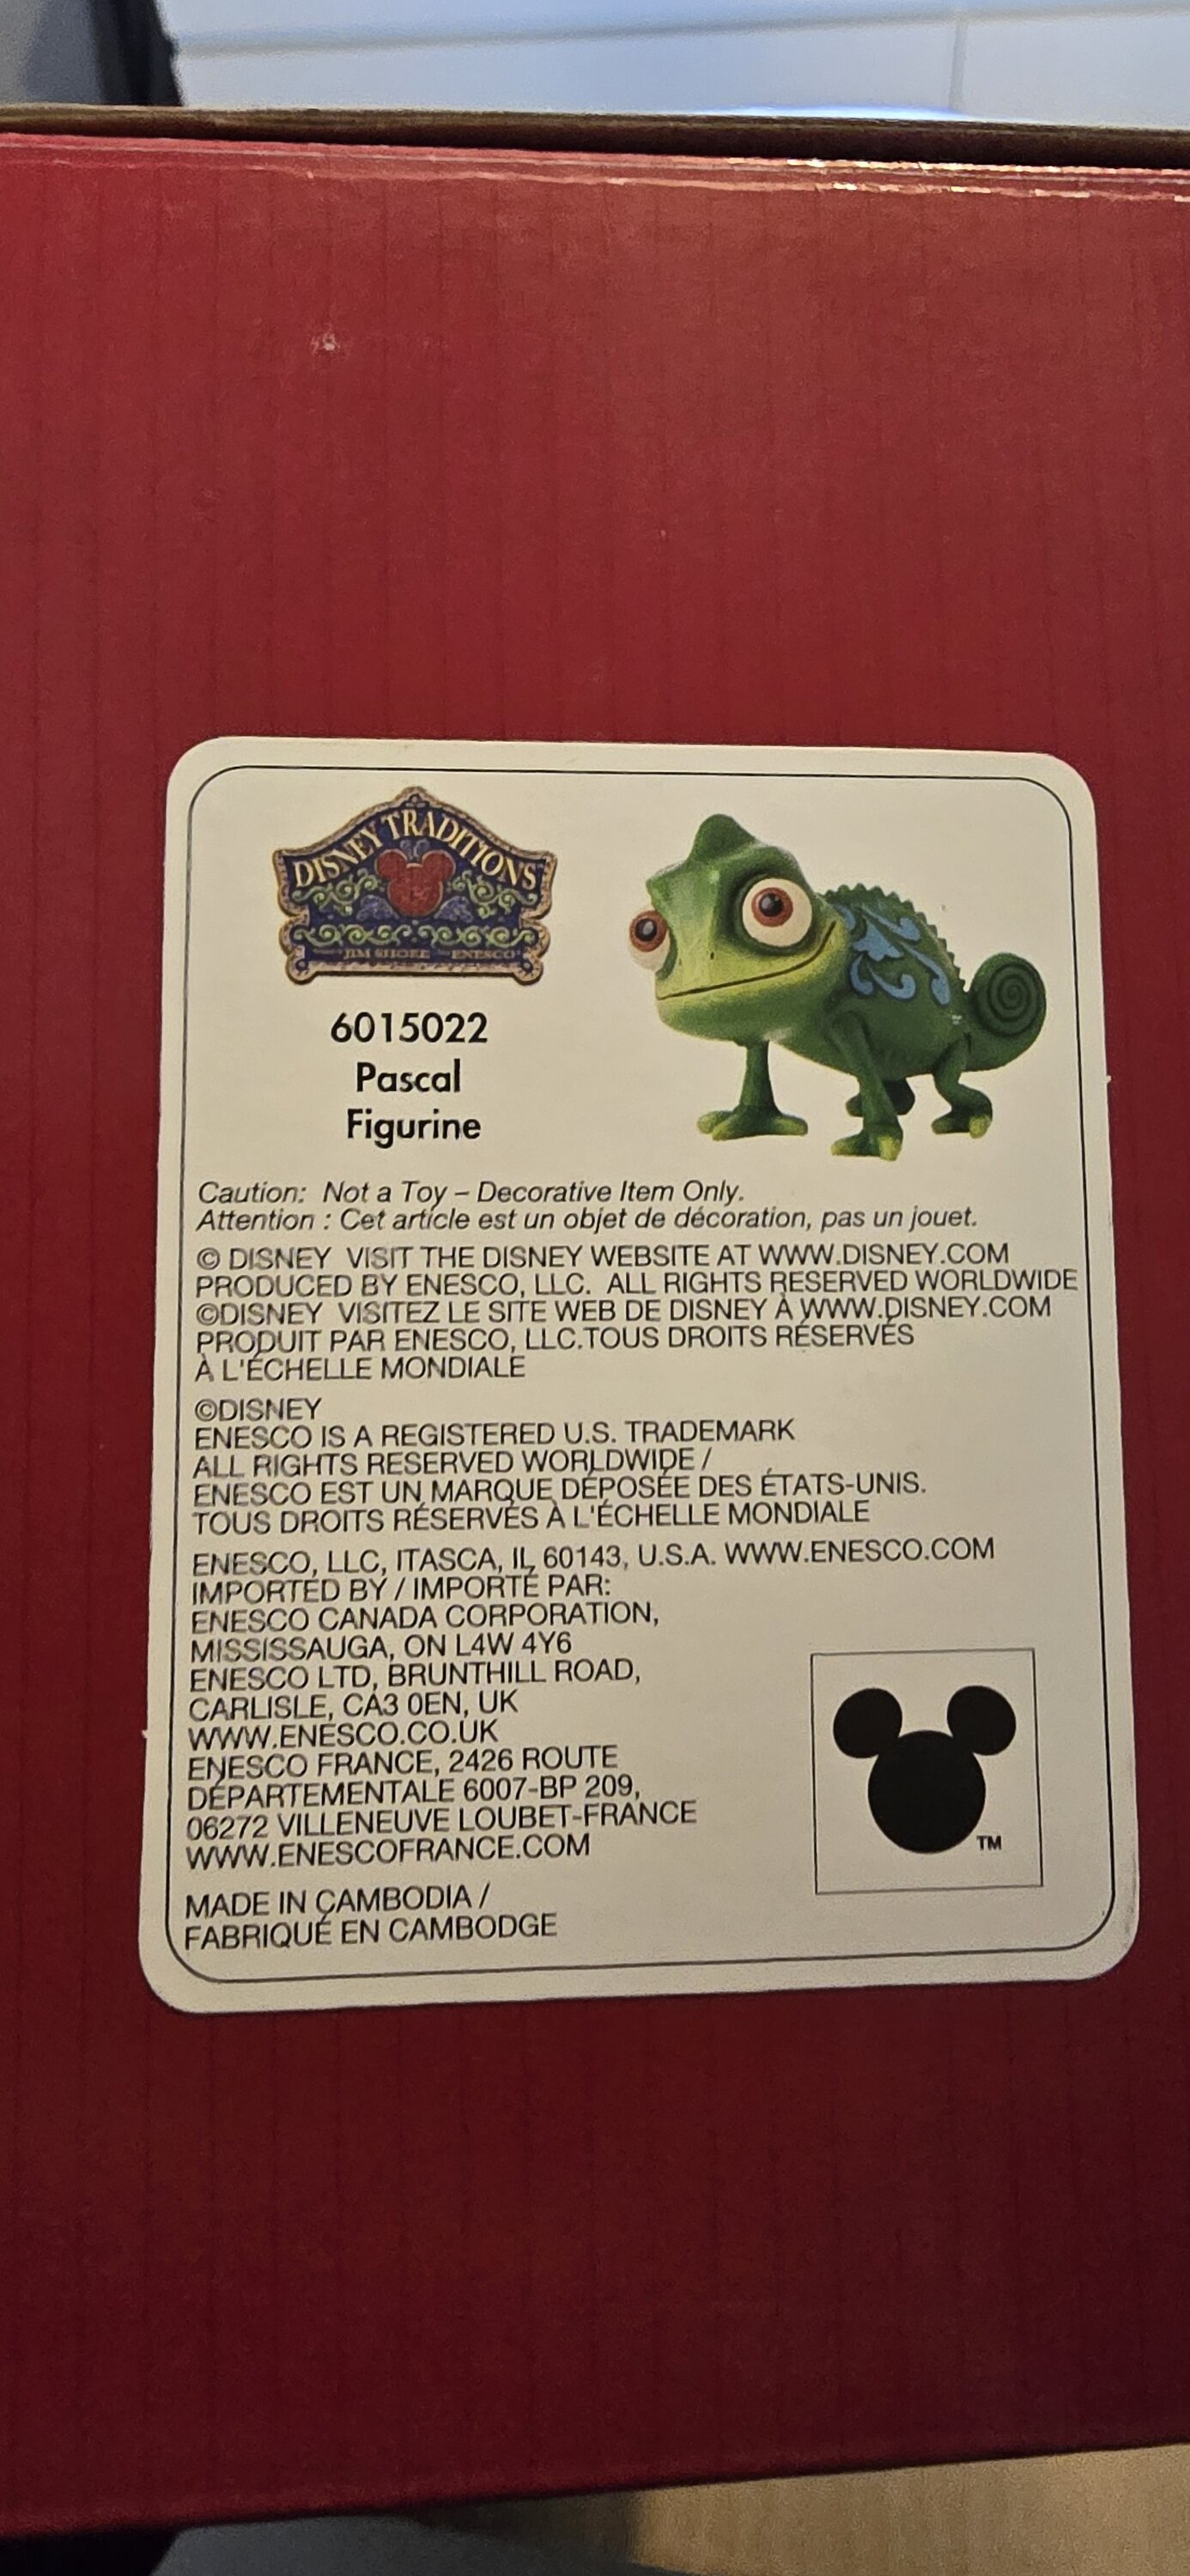 DISNEY TRADITIONS
JIM SHORE ENESCO
6015022
Pascal
Figurine
Caution: Not a Toy – Decorative Item Only.
Attention : Cet article est un objet de décoration, pas un jouet.
© DISNEY VISIT THE DISNEY WEBSITE AT WWW.DISNEY.COM
PRODUCED BY ENESCO, LLC. ALL RIGHTS RESERVED WORLDWIDE
©DISNEY VISITEZ LE SITE WEB DE DISNEY À WWW.DISNEY.COM
PRODUIT PAR ENESCO, LLC.TOUS DROITS RÉSERVÉS
À L'ÉCHELLE MONDIALE
©DISNEY
ENESCO IS A REGISTERED U.S. TRADEMARK
ALL RIGHTS RESERVED WORLDWIDE /
ENESCO EST UN MARQUE DÉPOSÉE DES ÉTATS-UNIS.
TOUS DROITS RÉSERVÉS À L'ÉCHELLE MONDIALE
ENESCO, LLC, ITASCA, IL 60143, U.S.A. WWW.ENESCO.COM
IMPORTED BY / IMPORTÉ PAR:
ENESCO CANADA CORPORATION,
MISSISSAUGA, ON L4W 4Y6
ENESCO LTD, BRUNTHILL ROAD,
CARLISLE, CA3 0EN, UK
WWW.ENESCO.CO.UK
ENESCO FRANCE, 2426 ROUTE
DÉPARTEMENTALE 6007-BP 209,
06272 VILLENEUVE LOUBET-FRANCE
WWW.ENESCOFRANCE.COM
MADE IN CAMBODIA /
FABRIQUÉ EN CAMBODGE
TM